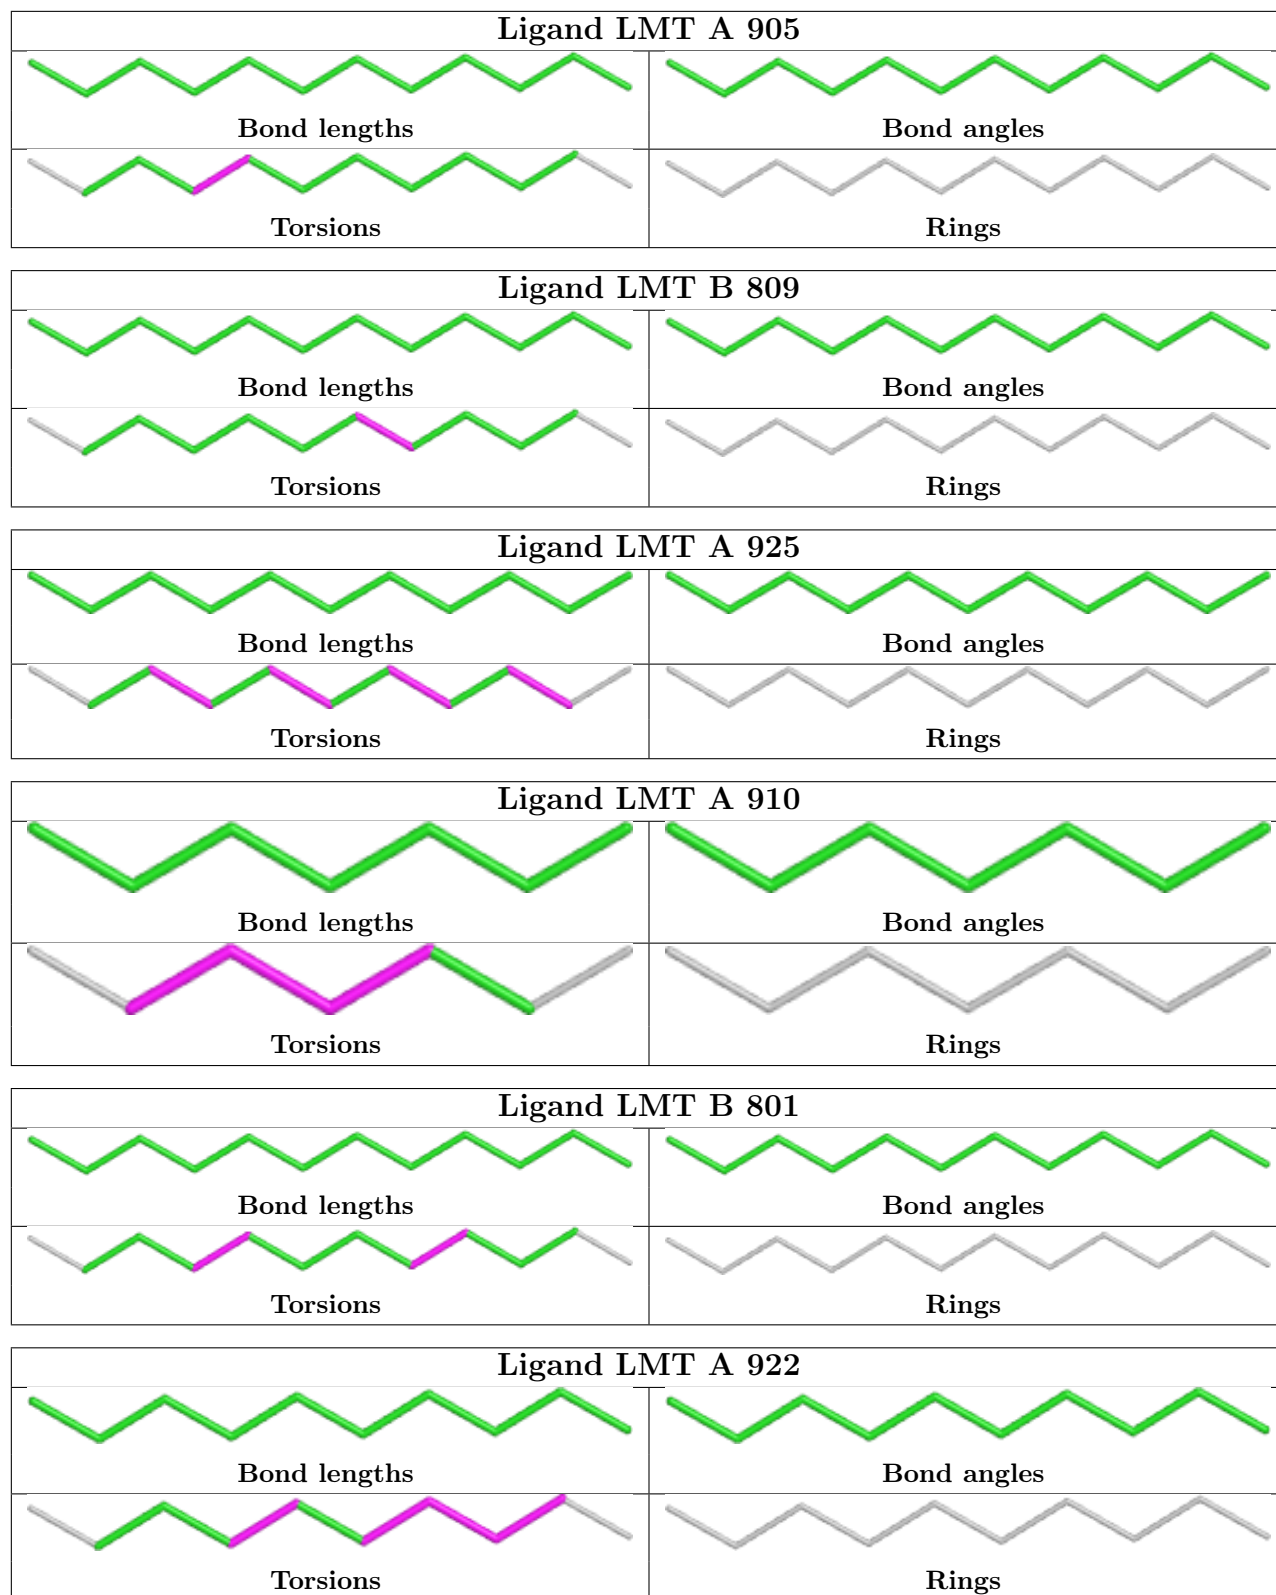 Ligand LMT A 905
Bond lengths
Bond angles
Torsions
Rings
Ligand LMT B 809
Bond lengths
Bond angles
Torsions
Rings
Ligand LMT A 925
Bond lengths
Bond angles
Torsions
Rings
Ligand LMT A 910
Bond lengths
Bond angles
Torsions
Rings
Ligand LMT B 801
Bond lengths
Bond angles
Torsions
Rings
Ligand LMT A 922
Bond lengths
Bond angles
Torsions
Rings